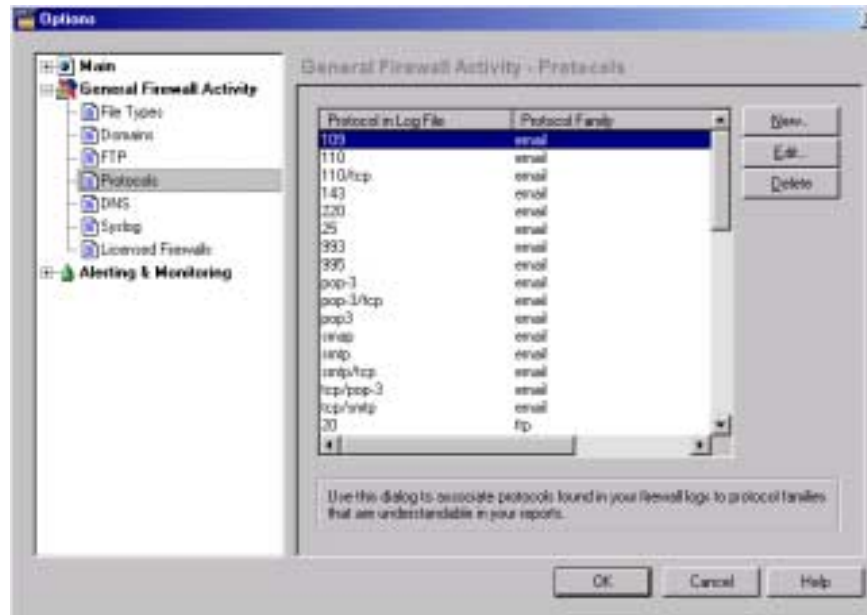 Options
Main
General Firewall Activity
File Types
Domains
FTP
Protocols
DNS
Syslog
Licensed Firewalls
Alerting & Monitoring
General Firewall Activity - Protocols
Protocol in Log File Protocol Family
109 email
110 email
110/tcp email
143 email
220 email
25 email
993 email
995 email
pop-3 email
pop-3/tcp email
pop3 email
smap email
smtp email
smtp/tcp email
tcp/pop-3 email
tcp/smtp email
20 ftp
New...
Edit...
Delete
Use this dialog to associate protocols found in your firewall logs to protocol families
that are understandable in your reports.
OK Cancel Help